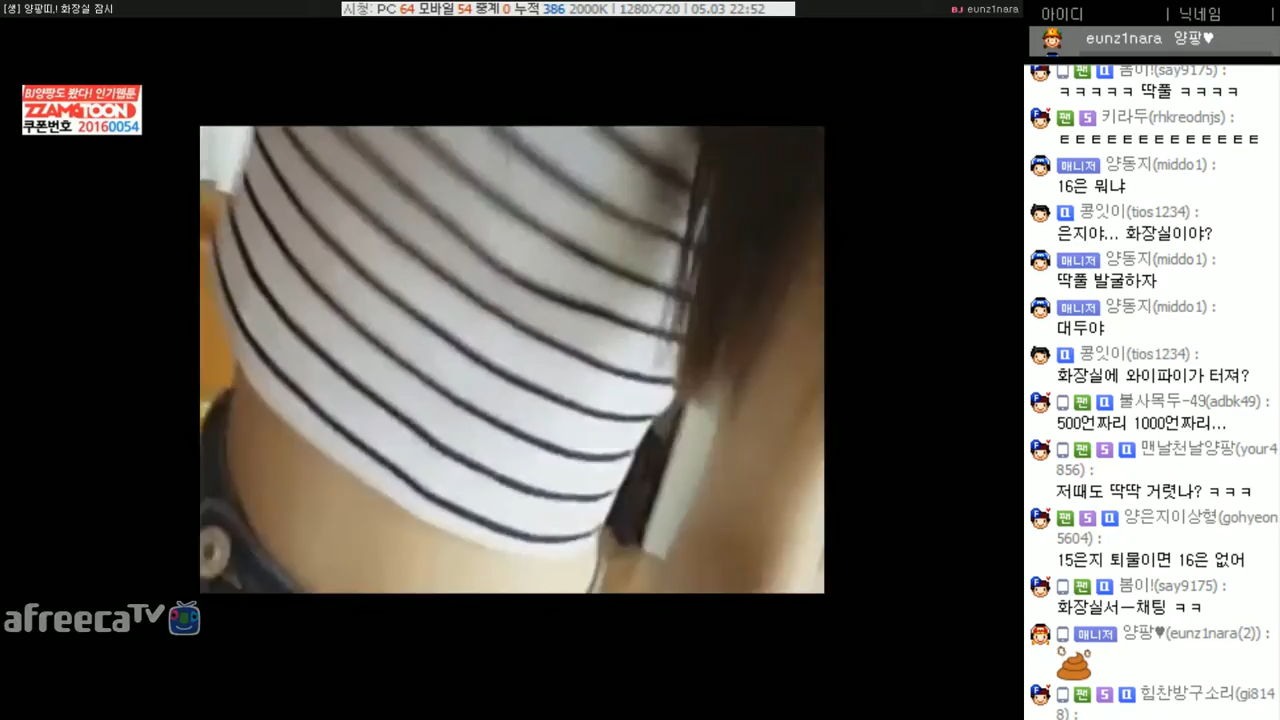 [생] 양팡띠,! 화장실 잠시
시청: PC 64 모바일 54 중계 0 누적 386 2000K | 1280X720 | 05.03 22:52
BJ eunz1nara
아이디 | 닉네임 |
eunz1nara 양팡♥
BJ양팡도 봤다! 인기웹툰
ZZAMTOON
쿠폰번호 20160054
afreecaTV
팬 봄이!(say9175) :
ㅋㅋㅋㅋㅋ 딱풀 ㅋㅋㅋㅋ
팬 S 키라두(rhkreodnjs) :
ㅌㅌㅌㅌㅌㅌㅌㅌㅌㅌㅌㅌㅌ
매니저 양동지(middo1) :
16은 뭐냐
콩잇이(tios1234) :
은지야... 화장실이야?
매니저 양동지(middo1) :
딱풀 발굴하자
매니저 양동지(middo1) :
대두야
콩잇이(tios1234) :
화장실에 와이파이가 터져?
팬 불사목두-49(adbk49) :
500언짜리 1000언짜리...
팬 S 맨날천날양팡(your4
856) :
저때도 딱딱 거렷나? ㅋㅋㅋ
팬 S 양은지이상형(gohyeon
5604) :
15은지 퇴물이면 16은 없어
팬 봄이!(say9175) :
화장실서ㅡ채팅 ㅋㅋ
매니저 양팡♥(eunz1nara(2)) :
팬 S 힘찬방구소리(gi814
8) :